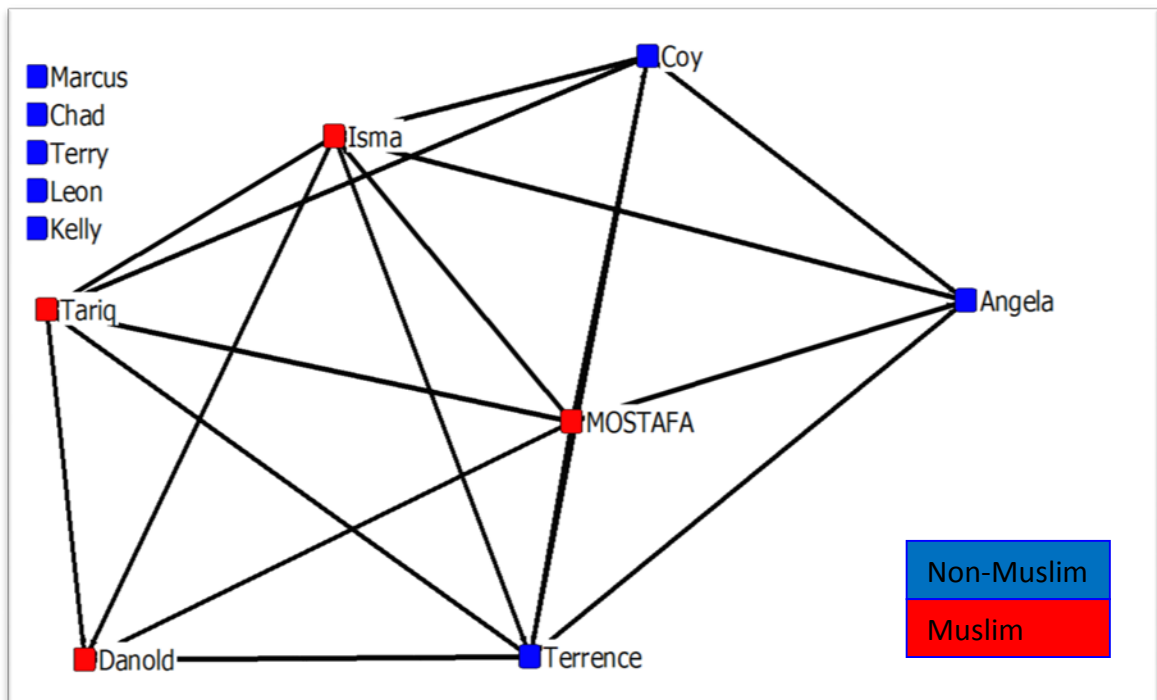 Coy
Marcus
Chad
Isma
Terry
Leon
Kelly
Angela
Tariq
MOSTAFA
Non-Muslim
Muslim
Danold
Terrence